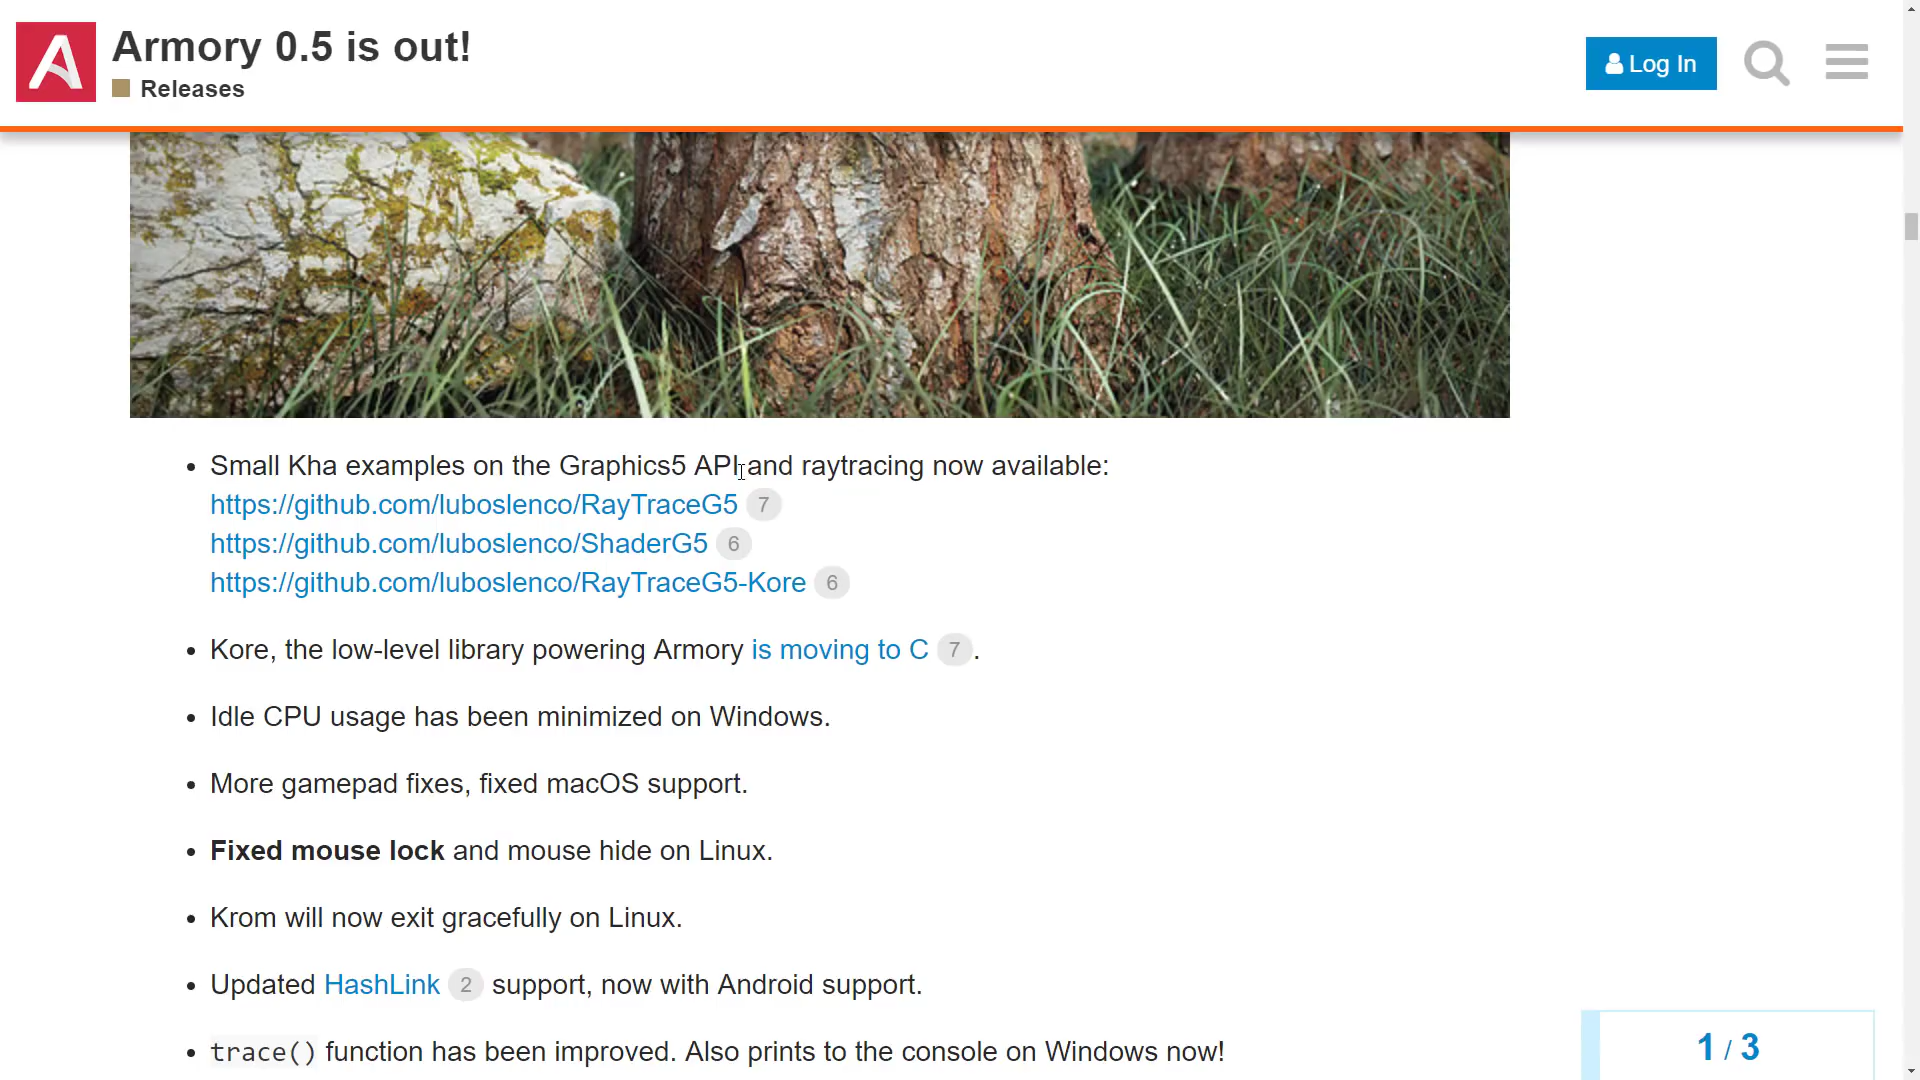 Armory 0.5 is out!
Releases
Log In
Small Kha examples on the Graphics5 API and raytracing now available:
https://github.com/luboslenco/RayTraceG5 7
https://github.com/luboslenco/ShaderG5 6
https://github.com/luboslenco/RayTraceG5-Kore 6
Kore, the low-level library powering Armory is moving to C 7 .
Idle CPU usage has been minimized on Windows.
More gamepad fixes, fixed macOS support.
Fixed mouse lock and mouse hide on Linux.
Krom will now exit gracefully on Linux.
Updated HashLink 2 support, now with Android support.
trace() function has been improved. Also prints to the console on Windows now!
1 / 3